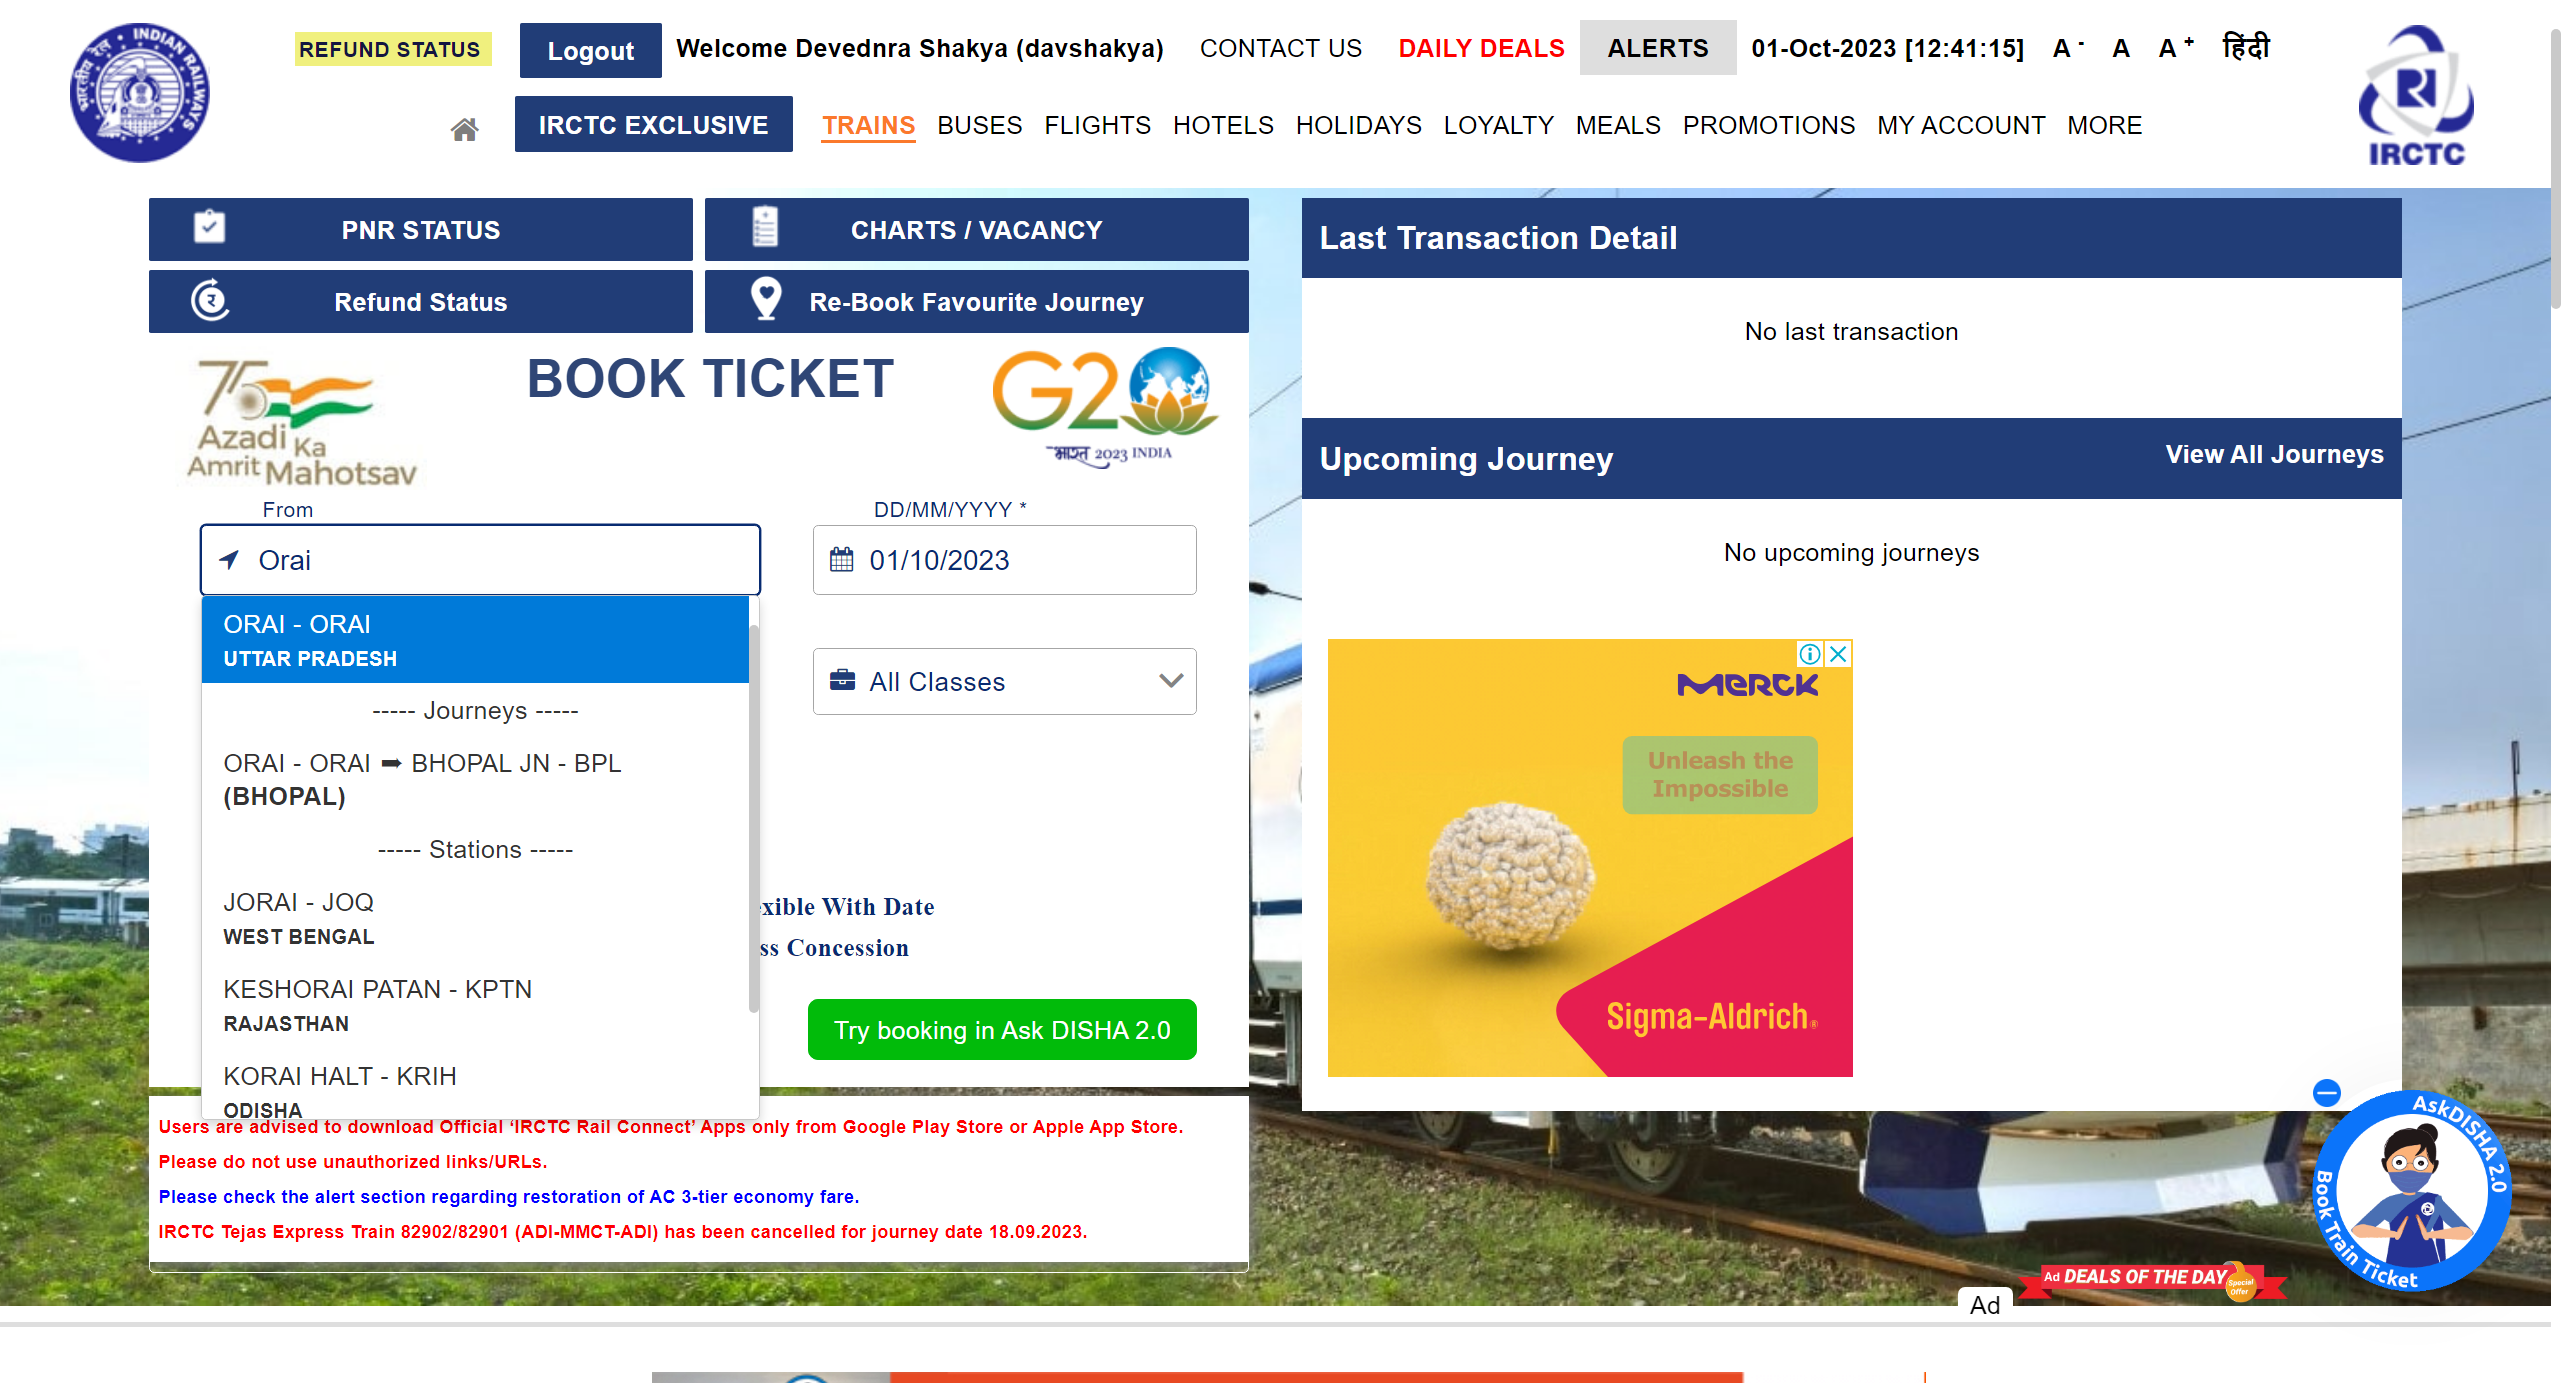 REFUND STATUS
Logout
Welcome Devednra Shakya (davshakya)
CONTACT US
DAILY DEALS
ALERTS
01-Oct-2023 [12:41:15]
A -
A
A +
हिंदी
INDIAN RAILWAYS
भारतीय रेल
IRCTC EXCLUSIVE
TRAINS
BUSES
FLIGHTS
HOTELS
HOLIDAYS
LOYALTY
MEALS
PROMOTIONS
MY ACCOUNT
MORE
IRCTC
PNR STATUS
CHARTS / VACANCY
Refund Status
Re-Book Favourite Journey
75
Azadi Ka
Amrit Mahotsav
BOOK TICKET
G20
भारत 2023 INDIA
From
Orai
DD/MM/YYYY *
01/10/2023
ORAI - ORAI
UTTAR PRADESH
----- Journeys -----
ORAI - ORAI ➡ BHOPAL JN - BPL
(BHOPAL)
----- Stations -----
JORAI - JOQ
WEST BENGAL
KESHORAI PATAN - KPTN
RAJASTHAN
KORAI HALT - KRIH
ODISHA
All Classes
exible With Date
ss Concession
Try booking in Ask DISHA 2.0
Users are advised to download Official ‘IRCTC Rail Connect’ Apps only from Google Play Store or Apple App Store.
Please do not use unauthorized links/URLs.
Please check the alert section regarding restoration of AC 3-tier economy fare.
IRCTC Tejas Express Train 82902/82901 (ADI-MMCT-ADI) has been cancelled for journey date 18.09.2023.
Last Transaction Detail
No last transaction
Upcoming Journey
View All Journeys
No upcoming journeys
MERCK
Unleash the
Impossible
Sigma-Aldrich®
AskDISHA 2.0
Book Train Ticket
Ad DEALS OF THE DAY
Special
Offer
Ad